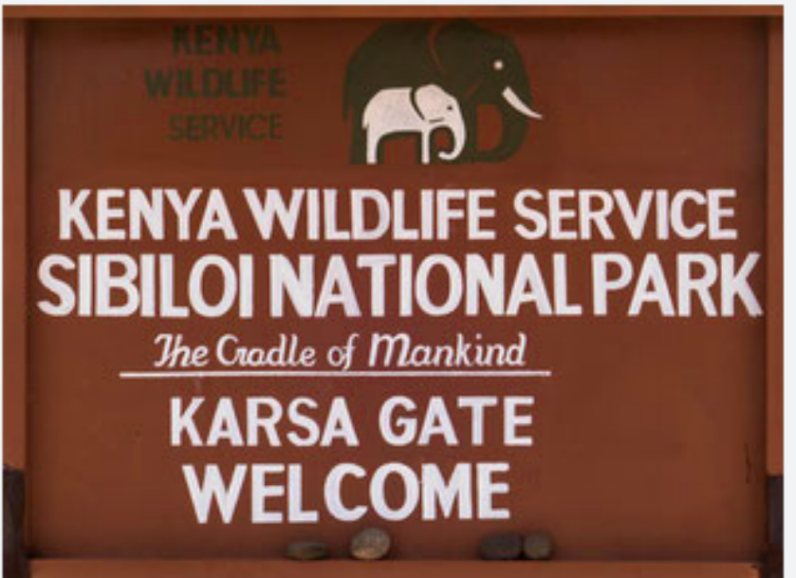 KENYA
WILDLIFE
SERVICE
KENYA WILDLIFE SERVICE
SIBILOI NATIONAL PARK
The Cradle of Mankind
KARSA GATE
WELCOME